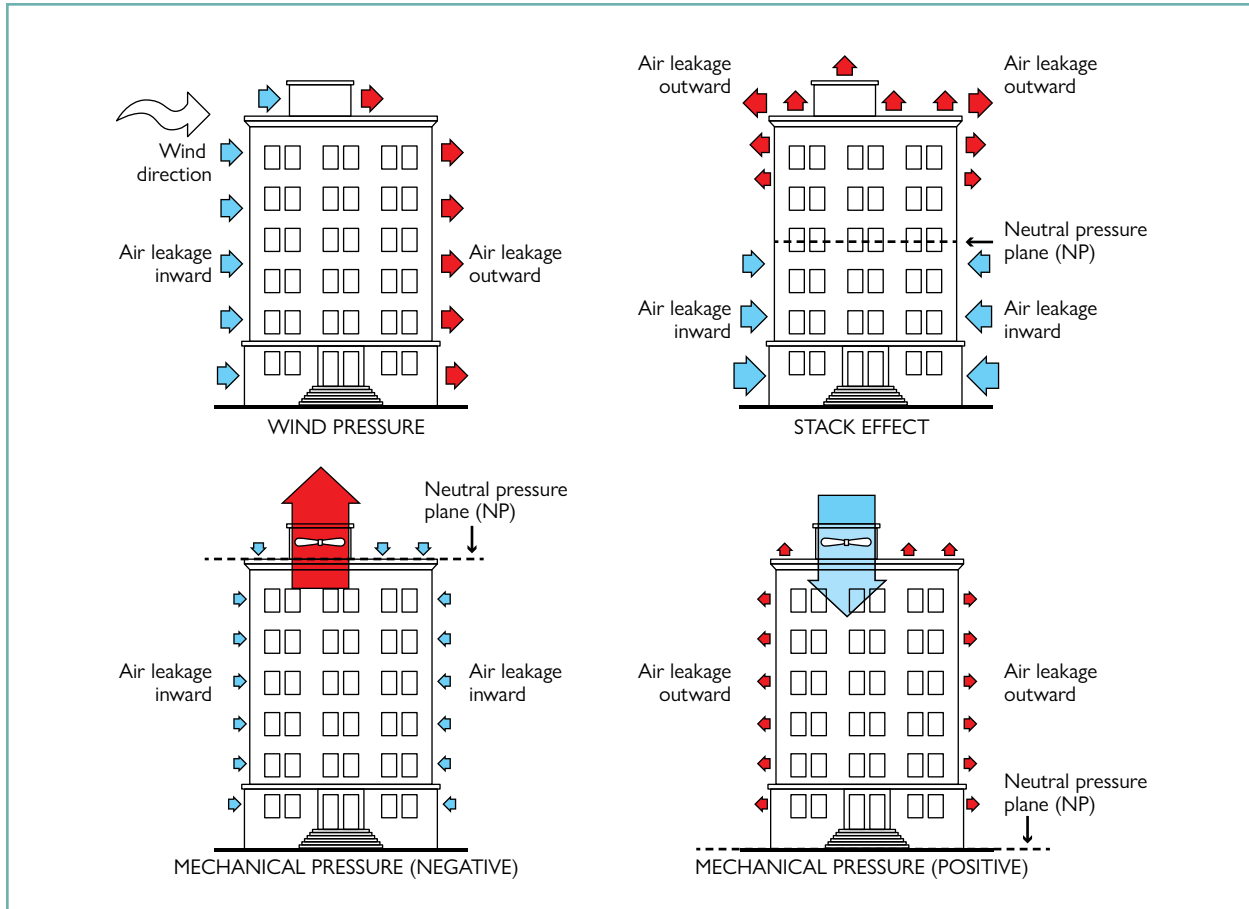 Wind
direction
Air leakage
inward
Air leakage
outward
WIND PRESSURE
Air leakage
outward
Air leakage
outward
Neutral pressure
plane (NP)
Air leakage
inward
Air leakage
inward
STACK EFFECT
Neutral pressure
plane (NP)
Air leakage
inward
Air leakage
inward
MECHANICAL PRESSURE (NEGATIVE)
Air leakage
outward
Air leakage
outward
Neutral pressure
plane (NP)
MECHANICAL PRESSURE (POSITIVE)